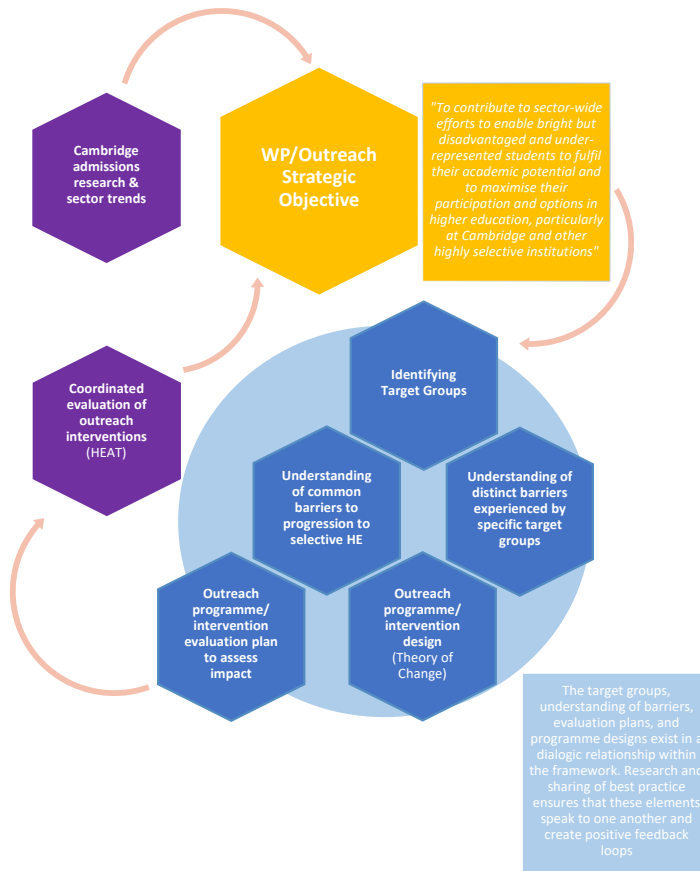 Cambridge
admissions
research &
sector trends
WP/Outreach
Strategic
Objective
"To contribute to sector-wide
efforts to enable bright but
disadvantaged and under-
represented students to fulfil
their academic potential and
to maximise their
participation and options in
higher education, particularly
at Cambridge and other
highly selective institutions"
Identifying
Target Groups
Coordinated
evaluation of
outreach
interventions
(HEAT)
Understanding
of common
barriers to
progression to
selective HE
Understanding of
distinct barriers
experienced by
specific target
groups
Outreach
programme/
intervention
evaluation plan
to assess
impact
Outreach
programme/
intervention
design
(Theory of
Change)
The target groups,
understanding of barriers,
evaluation plans, and
programme designs exist in a
dialogic relationship within
the framework. Research and
sharing of best practice
ensures that these elements
speak to one another and
create positive feedback
loops